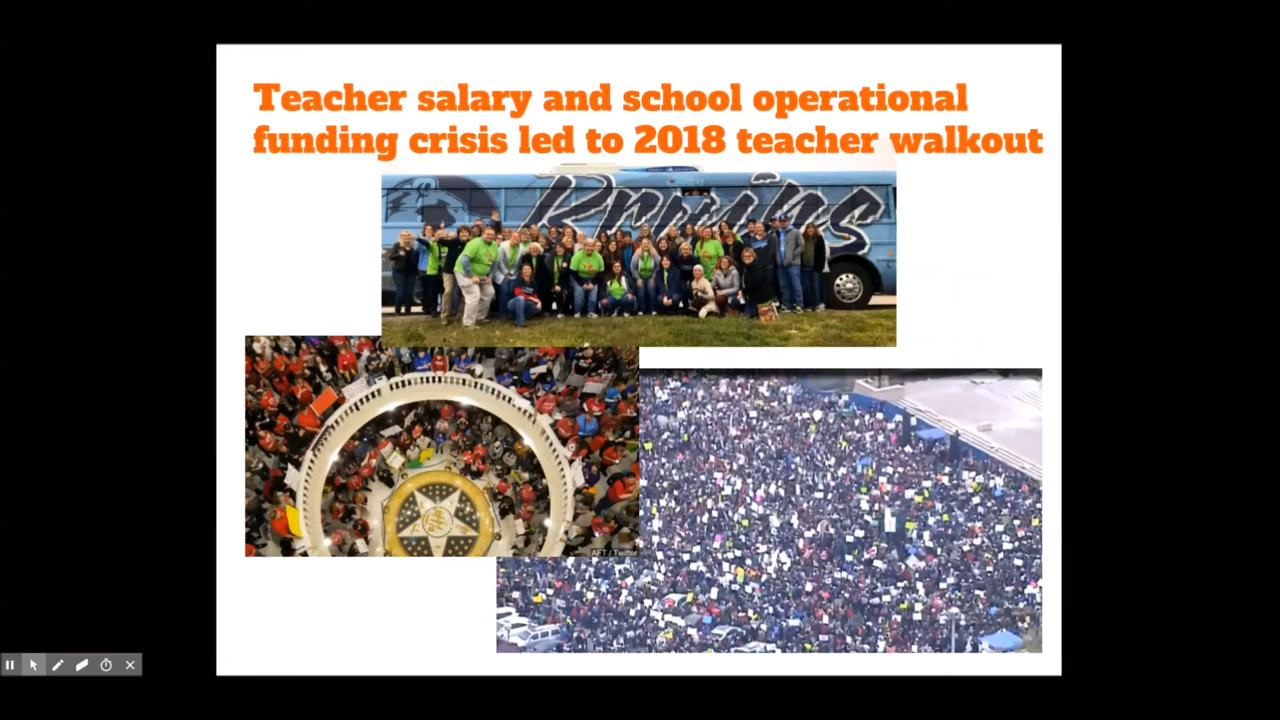 Teacher salary and school operational
funding crisis led to 2018 teacher walkout
Bruins
AFT / Twitter